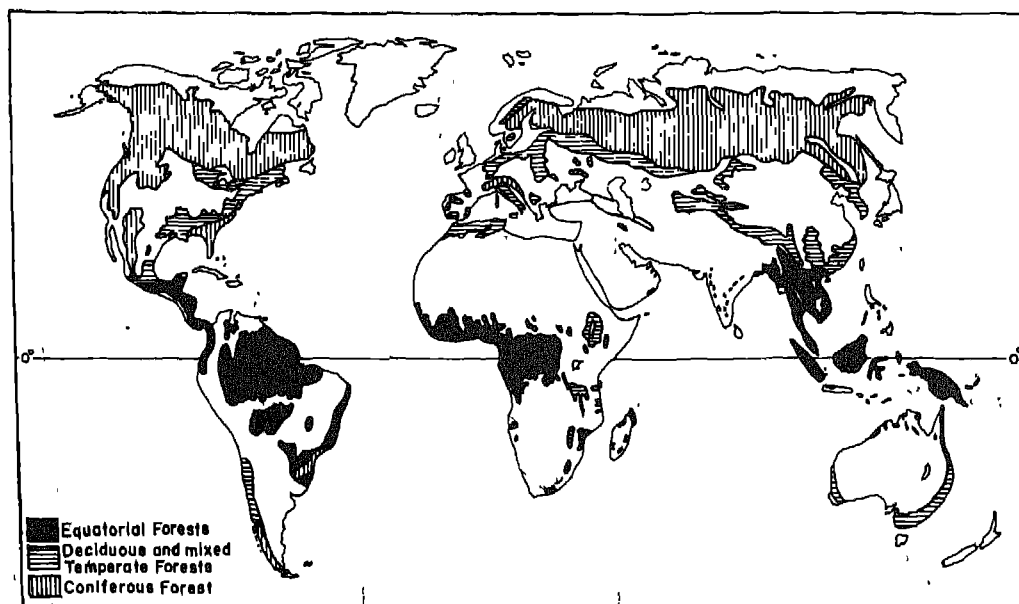 0°
0°
Equatorial Forests
Deciduous and mixed
Temperate Forests
Coniferous Forest